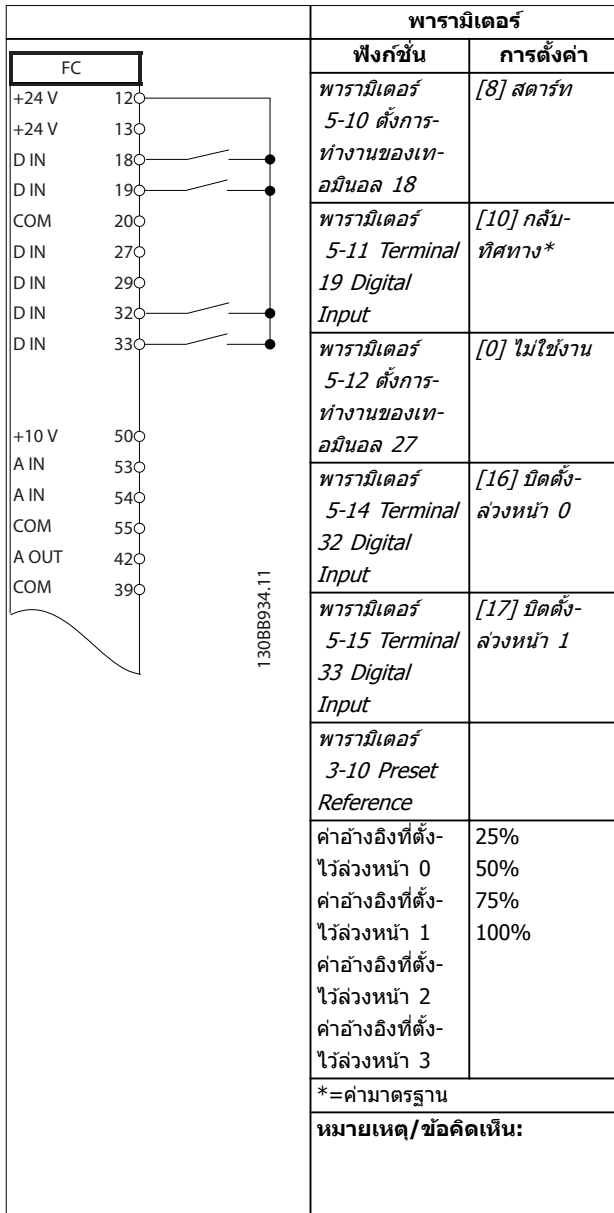 FC
+24 V 12
+24 V 13
D IN 18
D IN 19
COM 20
D IN 27
D IN 29
D IN 32
D IN 33
+10 V 50
A IN 53
A IN 54
COM 55
A OUT 42
COM 39
130BB934.11
พารามิเตอร์
ฟังก์ชั่น การตั้งค่า
พารามิเตอร์ [8] สตาร์ท
5-10 ตั้งการ-
ทำงานของเท-
อมินอล 18
พารามิเตอร์ [10] กลับ-
5-11 Terminal ทิศทาง*
19 Digital
Input
พารามิเตอร์ [0] ไม่ใช้งาน
5-12 ตั้งการ-
ทำงานของเท-
อมินอล 27
พารามิเตอร์ [16] บิตตั้ง-
5-14 Terminal ล่วงหน้า 0
32 Digital
Input
พารามิเตอร์ [17] บิตตั้ง-
5-15 Terminal ล่วงหน้า 1
33 Digital
Input
พารามิเตอร์
3-10 Preset
Reference
ค่าอ้างอิงที่ตั้ง- 25%
ไว้ล่วงหน้า 0 50%
ค่าอ้างอิงที่ตั้ง- 75%
ไว้ล่วงหน้า 1 100%
ค่าอ้างอิงที่ตั้ง-
ไว้ล่วงหน้า 2
ค่าอ้างอิงที่ตั้ง-
ไว้ล่วงหน้า 3
*=ค่ามาตรฐาน
หมายเหตุ/ข้อคิดเห็น: